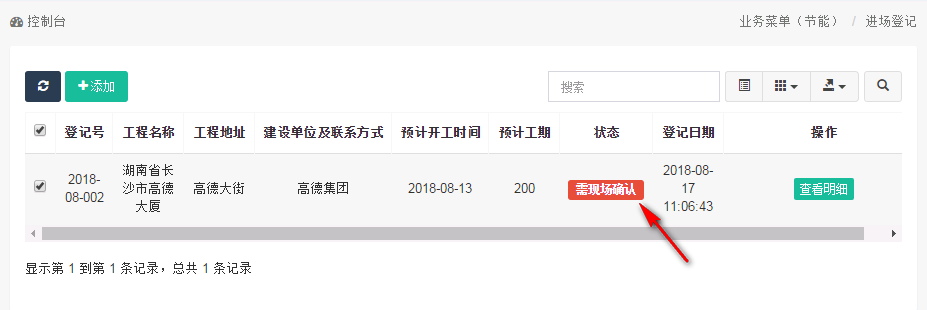 控制台
业务菜单（节能） / 进场登记
添加
搜索
登记号 工程名称 工程地址 建设单位及联系方式 预计开工时间 预计工期 状态 登记日期 操作
2018-
08-002
湖南省长
沙市高德
大厦
高德大街
高德集团
2018-08-13
200
需现场确认
2018-08-
17
11:06:43
查看明细
显示第 1 到第 1 条记录，总共 1 条记录